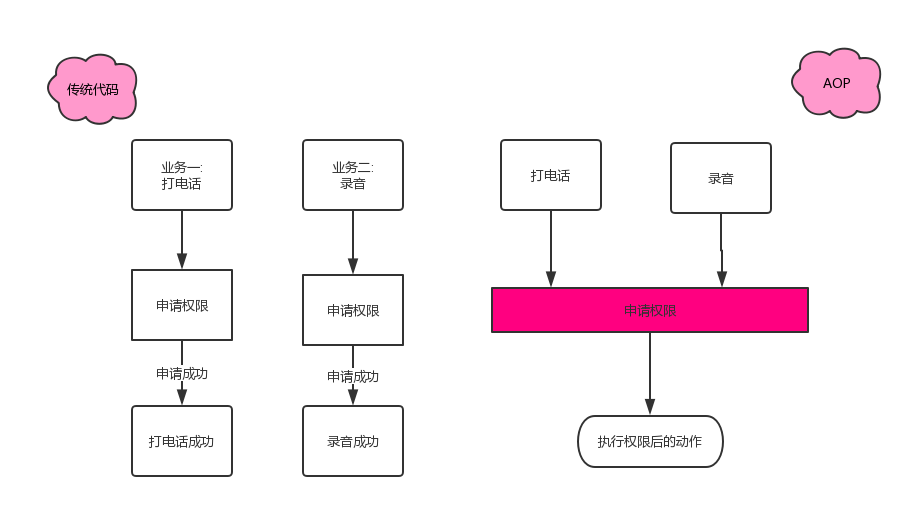 传统代码
AOP
业务一:
打电话
业务二:
录音
打电话
录音
申请权限
申请权限
申请权限
申请成功
申请成功
打电话成功
录音成功
执行权限后的动作